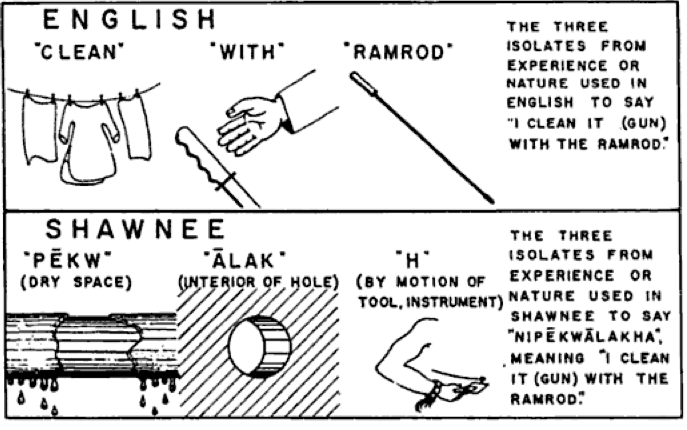 ENGLISH
"CLEAN"
"WITH"
"RAMROD"
THE THREE
ISOLATES FROM
EXPERIENCE OR
NATURE USED IN
ENGLISH TO SAY
"I CLEAN IT (GUN)
WITH THE RAMROD."
SHAWNEE
"PĒKW"
(DRY SPACE)
"ĀLAK"
(INTERIOR OF HOLE)
"H"
(BY MOTION OF
TOOL, INSTRUMENT)
THE THREE
ISOLATES FROM
EXPERIENCE OR
NATURE USED IN
SHAWNEE TO SAY
"NIPĒKWĀLAKHA",
MEANING "I CLEAN
IT (GUN) WITH THE
RAMROD."